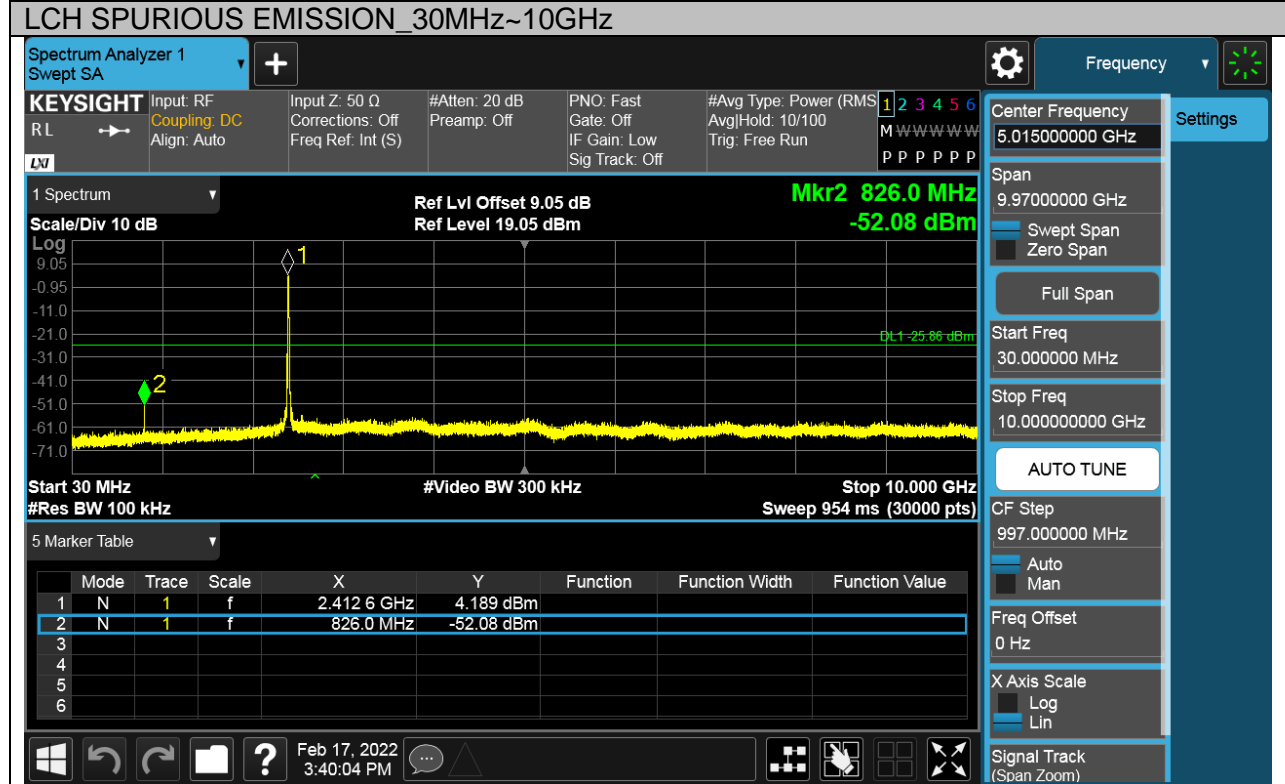 LCH SPURIOUS EMISSION_30MHz~10GHz
Spectrum Analyzer 1
Swept SA
+
Frequency
KEYSIGHT
RL
LXI
Input: RF
Coupling: DC
Align: Auto
Input Z: 50 Ω
Corrections: Off
Freq Ref: Int (S)
#Atten: 20 dB
Preamp: Off
PNO: Fast
Gate: Off
IF Gain: Low
Sig Track: Off
#Avg Type: Power (RMS
Avg|Hold: 10/100
Trig: Free Run
1 2 3 4 5 6
M W W W W W
P P P P P P
1 Spectrum
Scale/Div 10 dB
Ref Lvl Offset 9.05 dB
Ref Level 19.05 dBm
Mkr2 826.0 MHz
-52.08 dBm
Log
9.05
-0.95
-11.0
-21.0
-31.0
-41.0
-51.0
-61.0
-71.0
1
2
DL1 -25.86 dBm
Start 30 MHz
#Video BW 300 kHz
Stop 10.000 GHz
#Res BW 100 kHz
Sweep 954 ms (30000 pts)
5 Marker Table
Mode Trace Scale X Y Function Function Width Function Value
1 N 1 f 2.412 6 GHz 4.189 dBm
2 N 1 f 826.0 MHz -52.08 dBm
3
4
5
6
?
Feb 17, 2022
3:40:04 PM
Center Frequency
5.015000000 GHz
Settings
Span
9.97000000 GHz
Swept Span
Zero Span
Full Span
Start Freq
30.000000 MHz
Stop Freq
10.000000000 GHz
AUTO TUNE
CF Step
997.000000 MHz
Auto
Man
Freq Offset
0 Hz
X Axis Scale
Log
Lin
Signal Track
(Span Zoom)